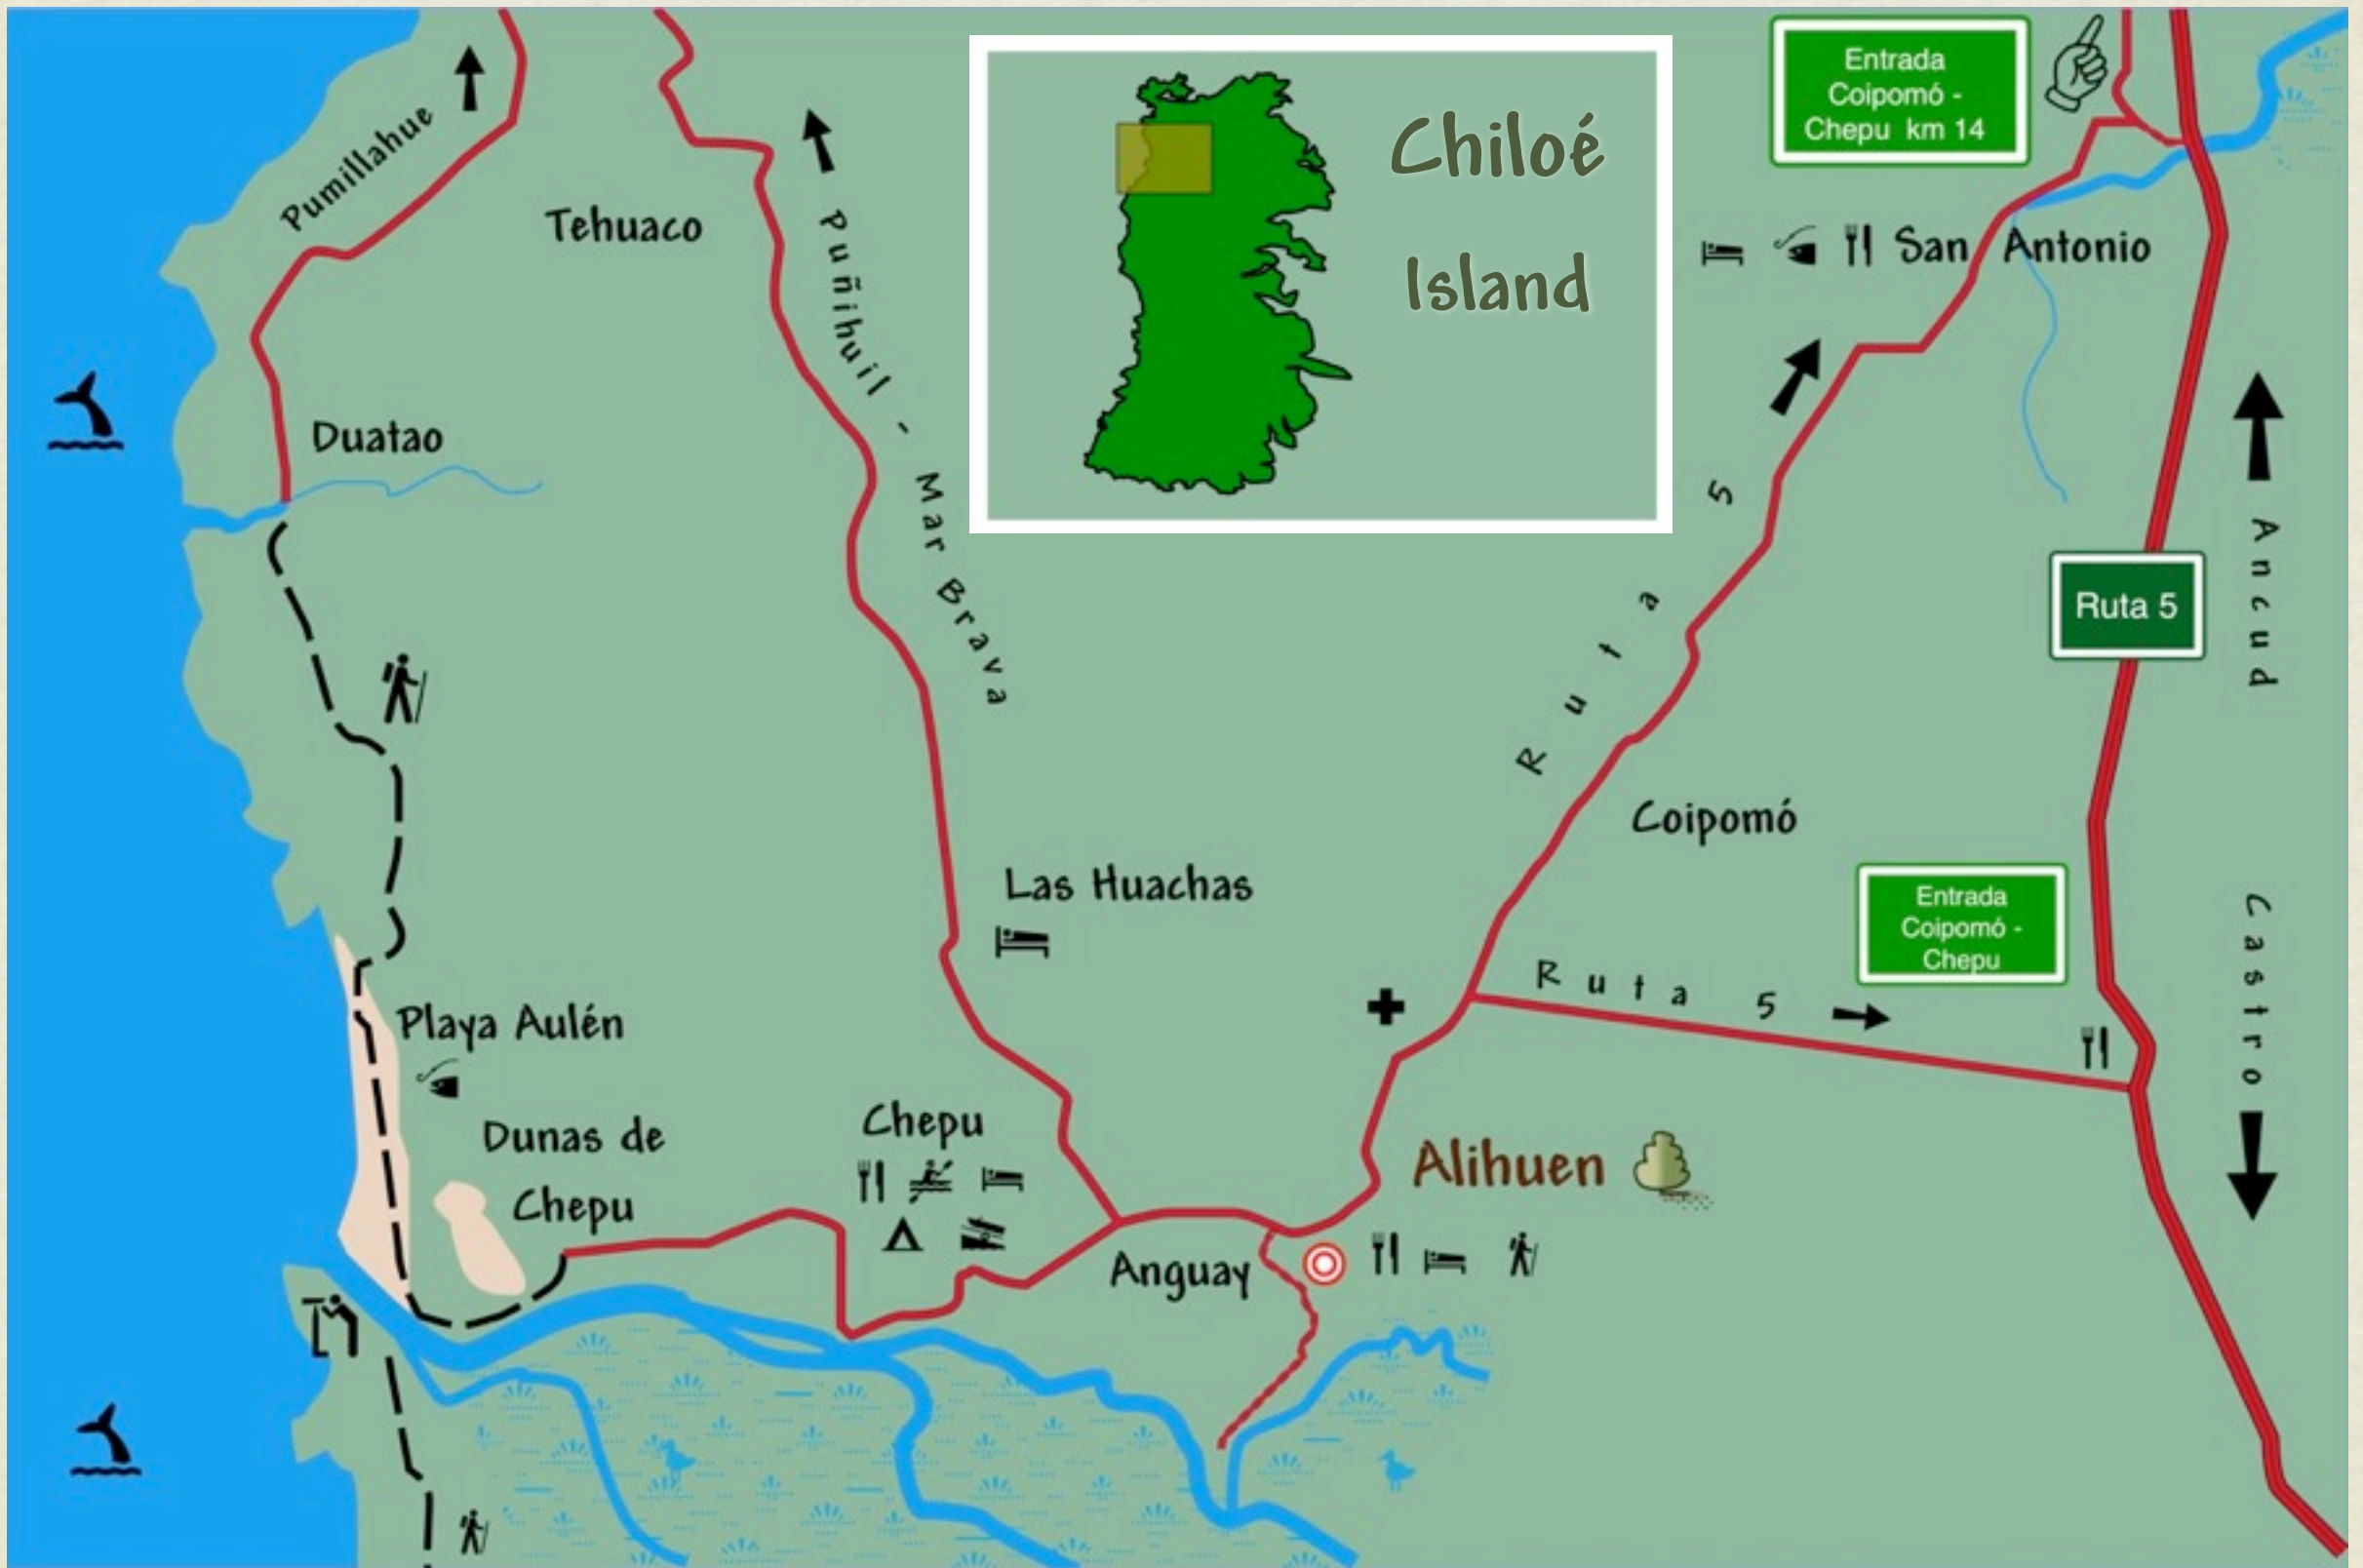 Entrada
Coipomó -
Chepu km 14
Chiloé
Island
Pumillahue
Tehuaco
Puñihuil - Mar Brava
San Antonio
Duatao
Ruta 5
Ruta 5
Ancud
Coipomó
Las Huachas
Entrada
Coipomó -
Chepu
Ruta 5
Castro
Playa Aulén
Dunas de
Chepu
Chepu
Alihuen
Anguay